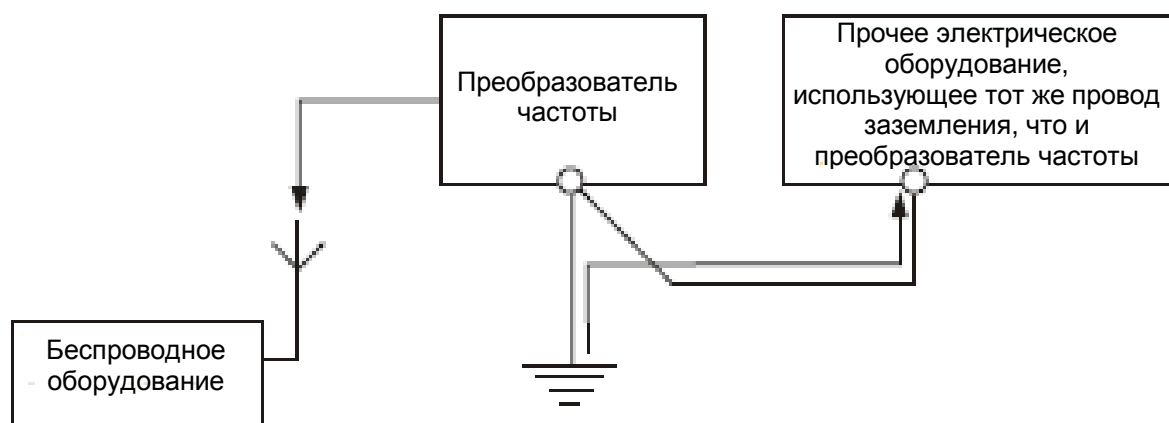 Преобразователь
частоты
Прочее электрическое
оборудование,
использующее тот же провод
заземления, что и
преобразователь частоты
Беспроводное
оборудование